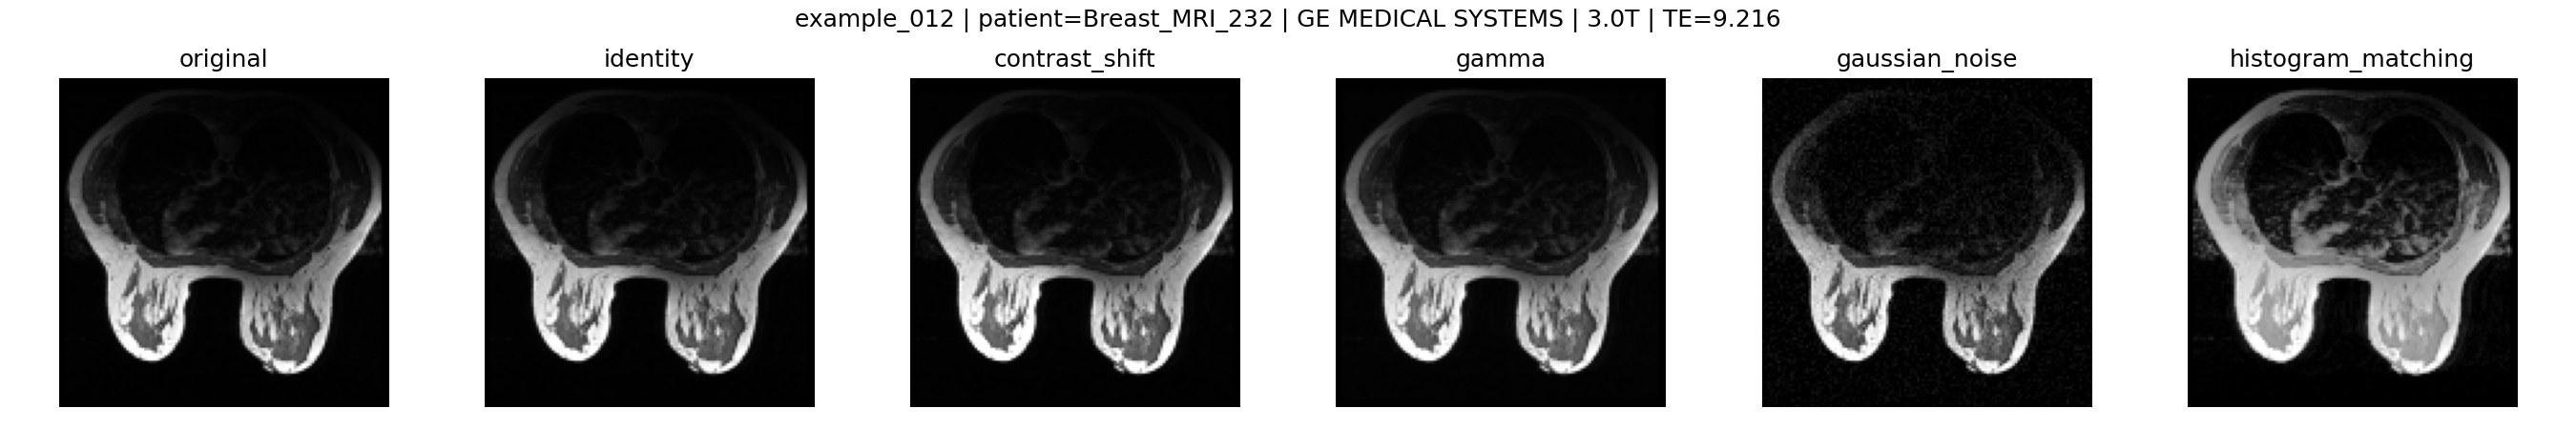 example_012 | patient=Breast_MRI_232 | GE MEDICAL SYSTEMS | 3.0T | TE=9.216
original
identity
contrast_shift
gamma
gaussian_noise
histogram_matching